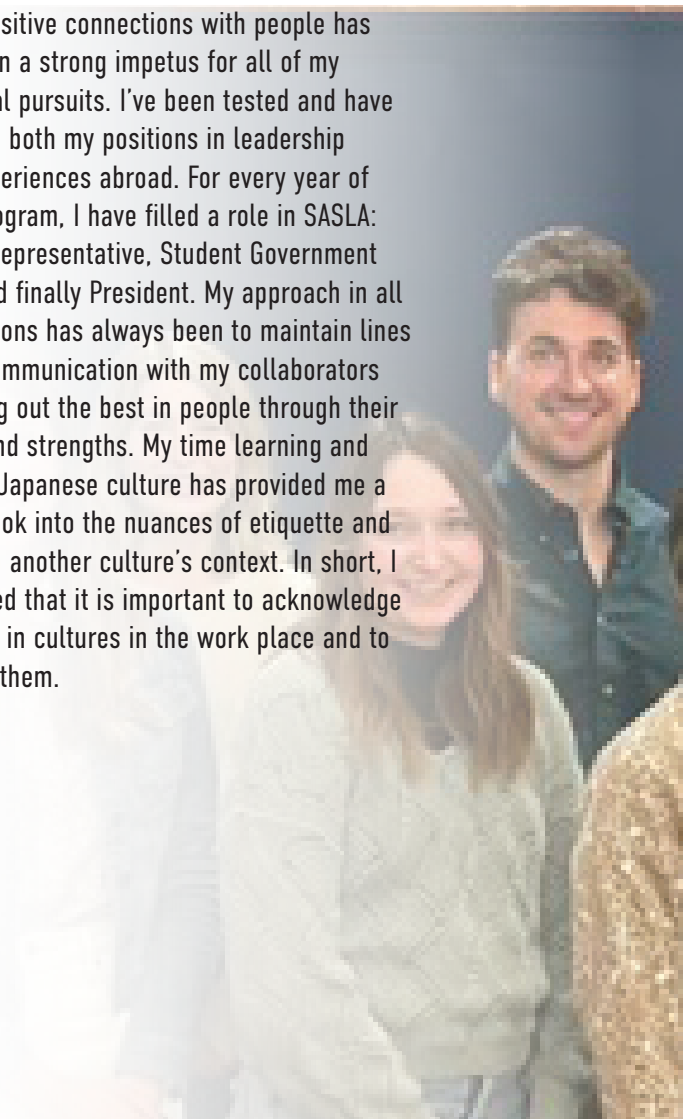 sitive connections with people has
n a strong impetus for all of my
al pursuits. I've been tested and have
both my positions in leadership
eriences abroad. For every year of
ogram, I have filled a role in SASLA:
epresentative, Student Government
d finally President. My approach in all
ons has always been to maintain lines
mmunication with my collaborators
g out the best in people through their
nd strengths. My time learning and
Japanese culture has provided me a
ok into the nuances of etiquette and
another culture's context. In short, I
ed that it is important to acknowledge
in cultures in the work place and to
them.